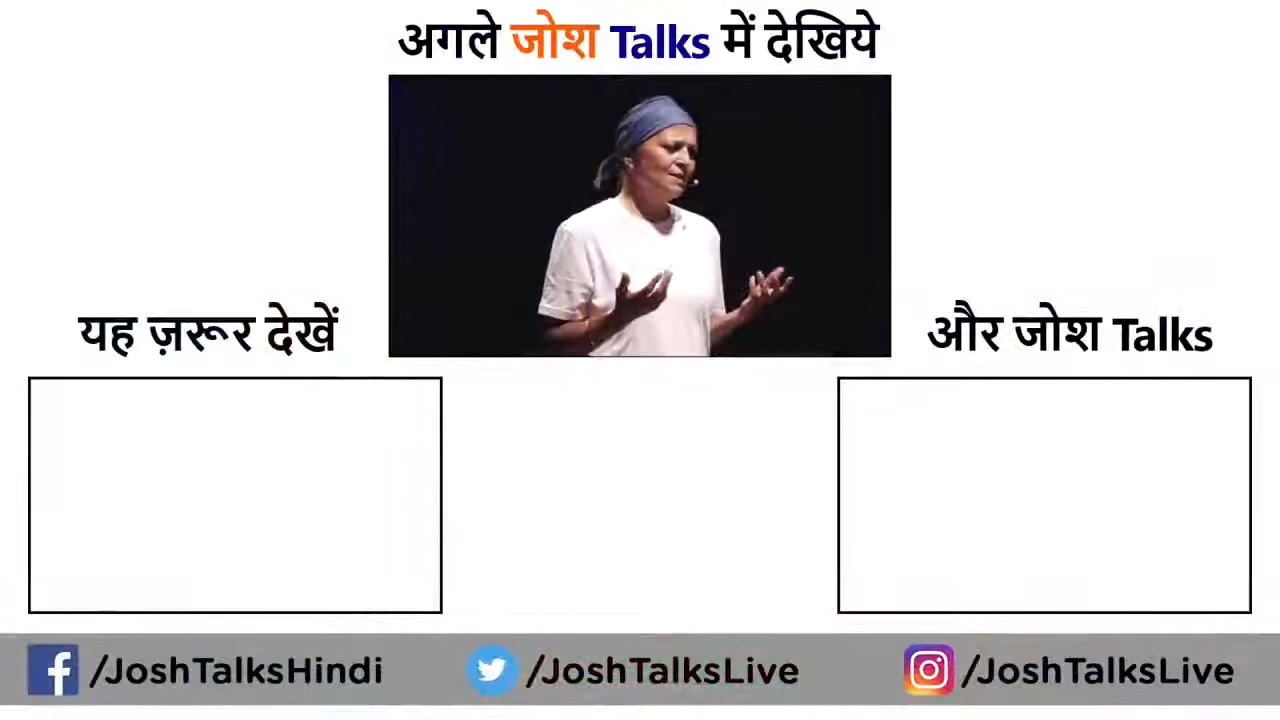 अगले जोश Talks में देखिये
यह ज़रूर देखें
और जोश Talks
/JoshTalksHindi
/JoshTalksLive
/JoshTalksLive